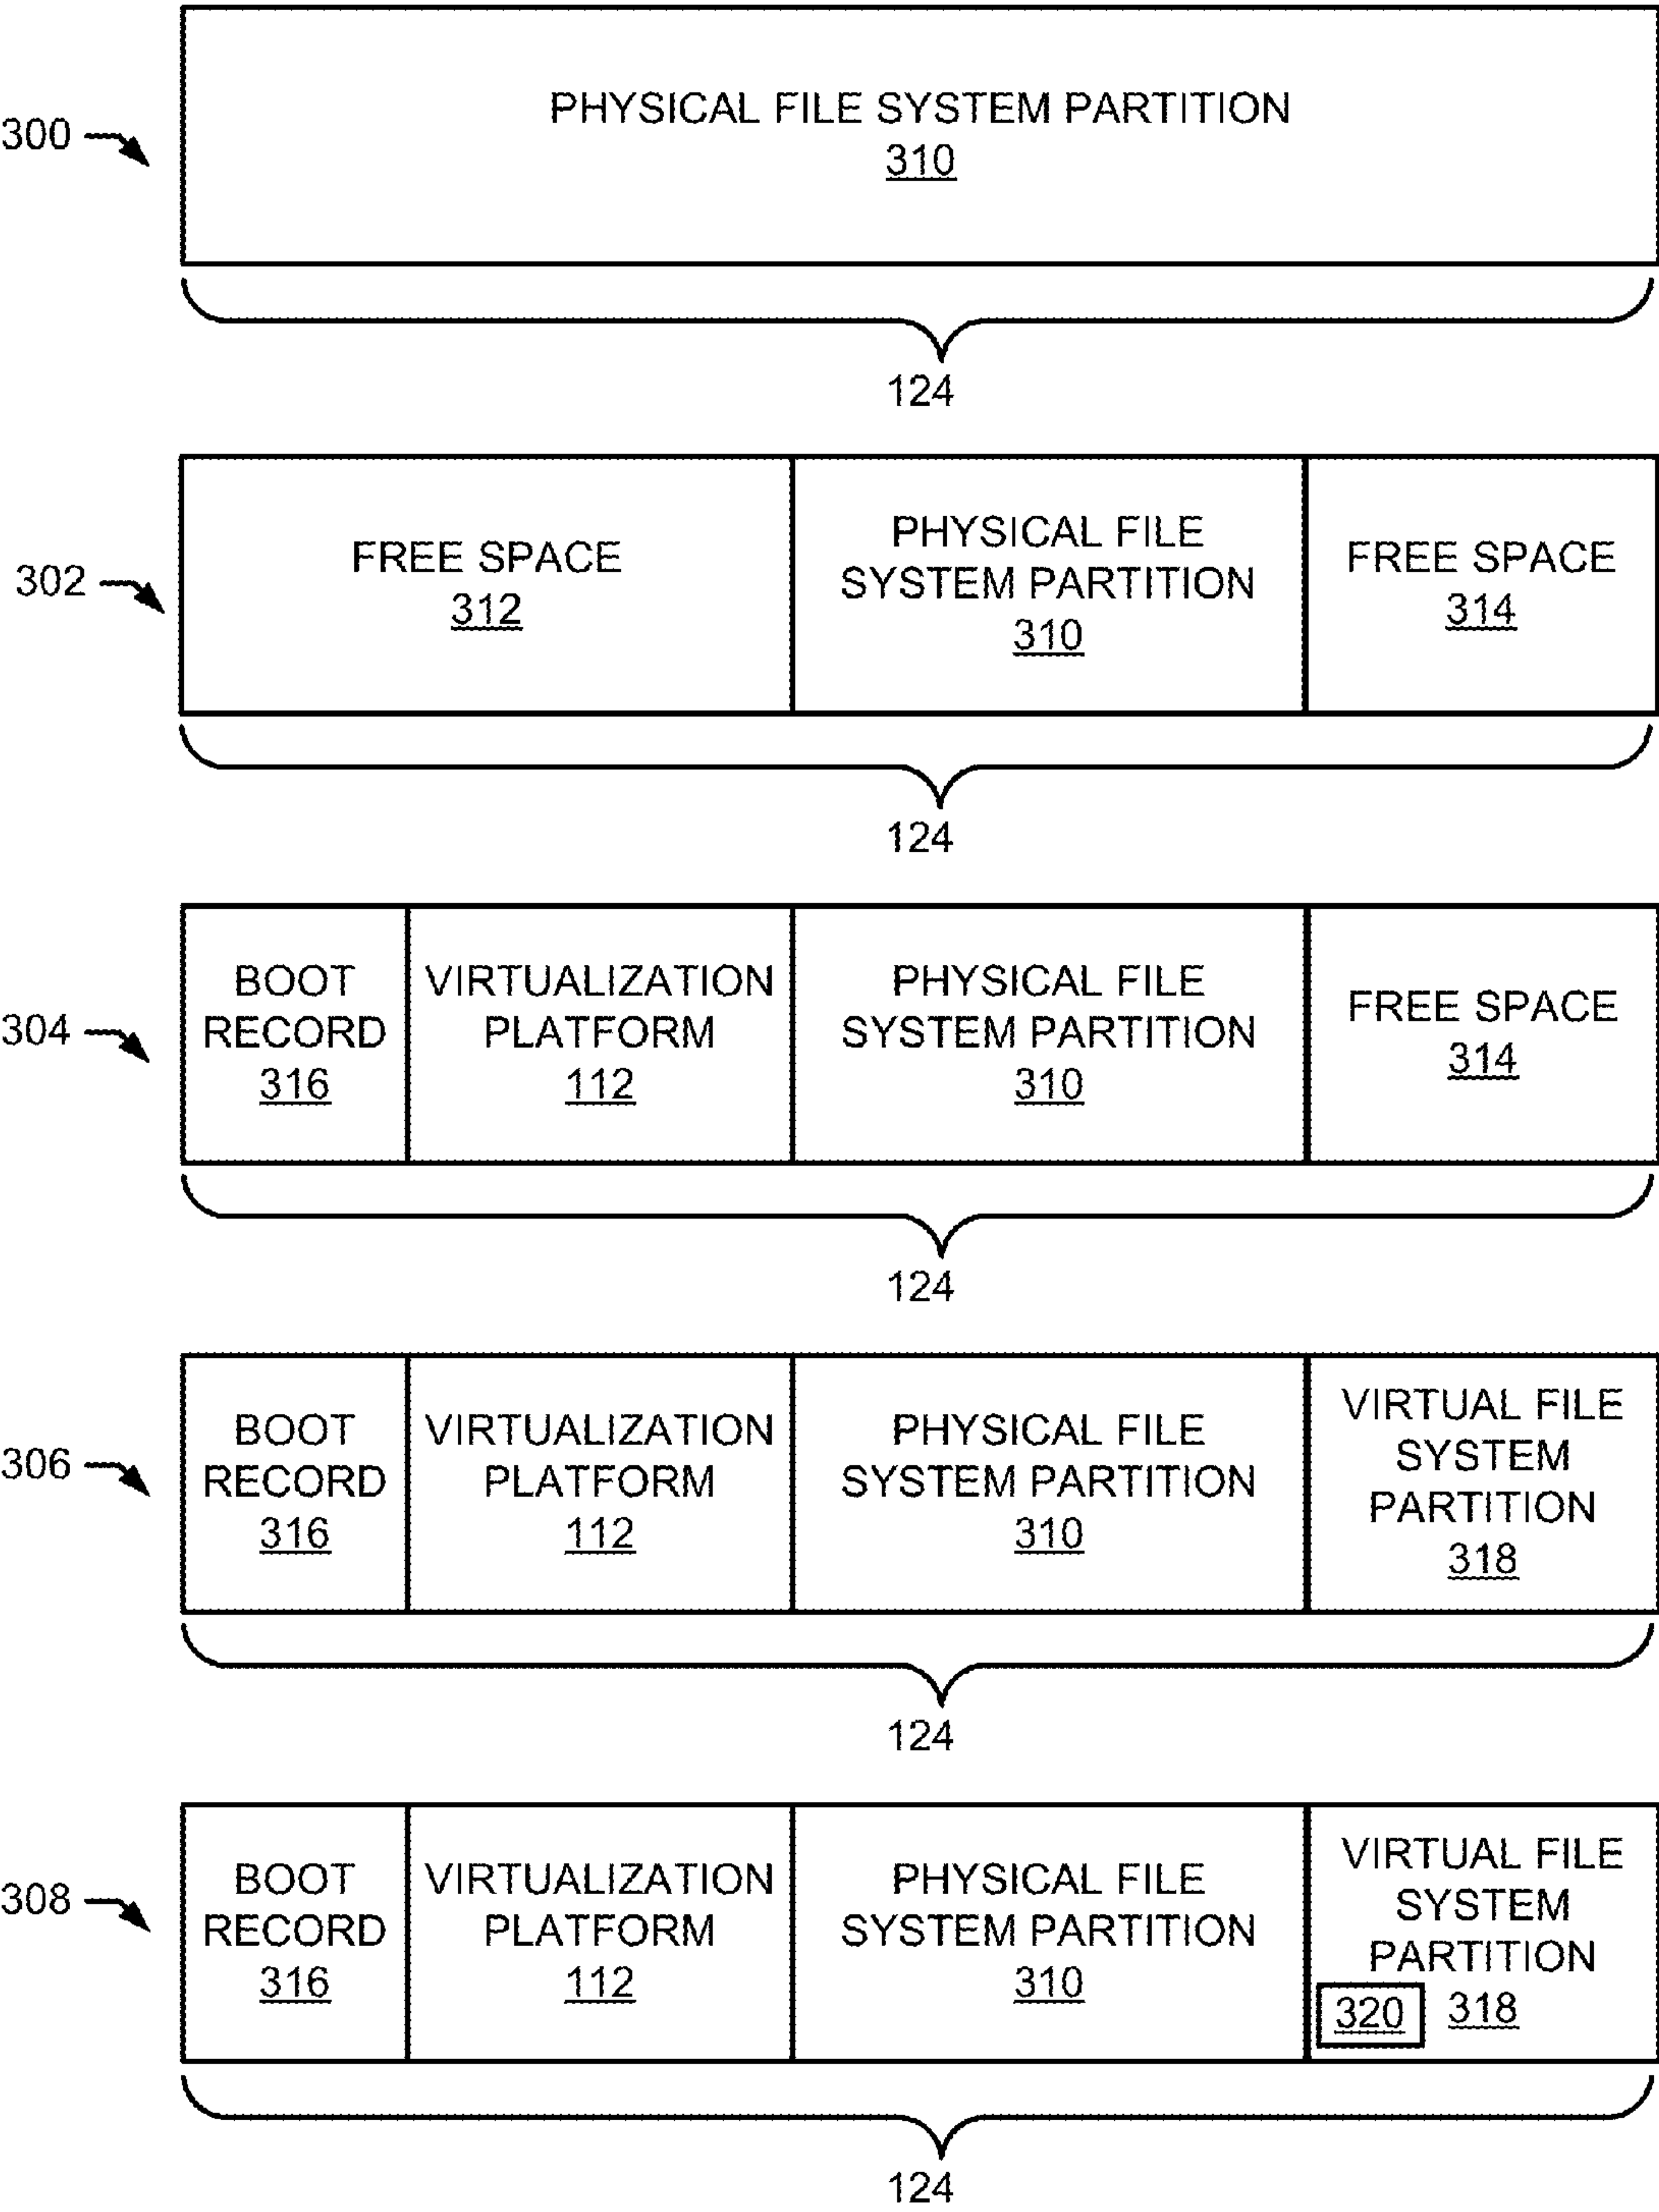 PHYSICAL FILE SYSTEM PARTITION
310
300
124
FREE SPACE
312
PHYSICAL FILE
SYSTEM PARTITION
310
FREE SPACE
314
302
124
BOOT
RECORD
316
VIRTUALIZATION
PLATFORM
112
PHYSICAL FILE
SYSTEM PARTITION
310
FREE SPACE
314
304
124
BOOT
RECORD
316
VIRTUALIZATION
PLATFORM
112
PHYSICAL FILE
SYSTEM PARTITION
310
VIRTUAL FILE
SYSTEM
PARTITION
318
306
124
BOOT
RECORD
316
VIRTUALIZATION
PLATFORM
112
PHYSICAL FILE
SYSTEM PARTITION
310
VIRTUAL FILE
SYSTEM
PARTITION
320 318
308
124